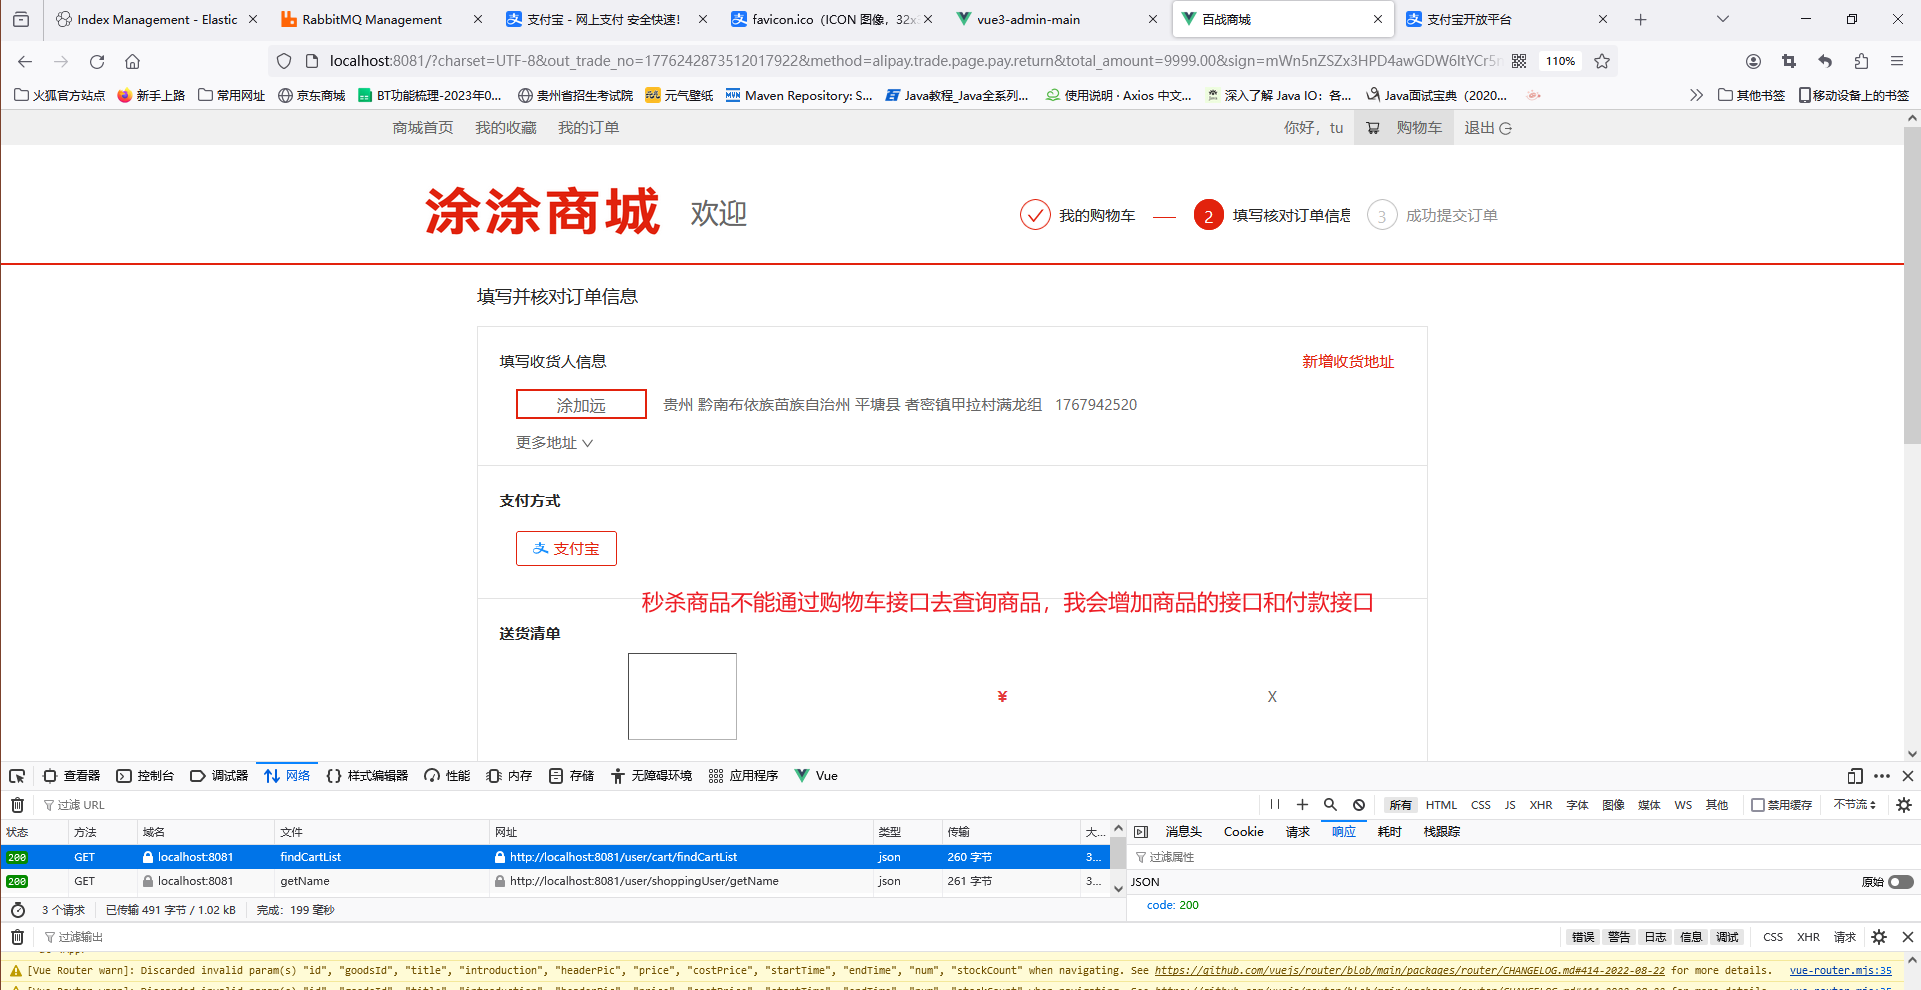 Index Management - Elastic
RabbitMQ Management
支付宝 - 网上支付 安全快速！
favicon.ico（ICON 图像，32x3
vue3-admin-main
百战商城
支付宝开放平台
localhost:8081/?charset=UTF-8&out_trade_no=1776242873512017922&method=alipay.trade.page.pay.return&total_amount=9999.00&sign=mWn5nZSZx3HPD4awGDW6ltYCr5r
110%
火狐官方站点
新手上路
常用网址
京东商城
BT功能梳理-2023年0...
贵州省招生考试院
元气壁纸
Maven Repository: S...
Java教程_Java全系列...
使用说明 · Axios 中文...
深入了解 Java IO：各...
Java面试宝典（2020...
其他书签
移动设备上的书签
商城首页
我的收藏
我的订单
你好，tu
购物车
退出
涂涂商城
欢迎
我的购物车
2
填写核对订单信息
3
成功提交订单
填写并核对订单信息
填写收货人信息
新增收货地址
涂加远
贵州 黔南布依族苗族自治州 平塘县 者密镇甲拉村满龙组 1767942520
更多地址
支付方式
支付宝
秒杀商品不能通过购物车接口去查询商品，我会增加商品的接口和付款接口
送货清单
¥
X
查看器
控制台
调试器
网络
样式编辑器
性能
内存
存储
无障碍环境
应用程序
Vue
过滤 URL
所有
HTML
CSS
JS
XHR
字体
图像
媒体
WS
其他
禁用缓存
不节流
状态
方法
域名
文件
网址
类型
传输
大...
消息头
Cookie
请求
响应
耗时
栈跟踪
200
GET
localhost:8081
findCartList
http://localhost:8081/user/cart/findCartList
json
260 字节
3...
过滤属性
200
GET
localhost:8081
getName
http://localhost:8081/user/shoppingUser/getName
json
261 字节
3...
JSON
原始
code: 200
3 个请求
已传输 491 字节 / 1.02 kB
完成：199 毫秒
过滤输出
错误
警告
日志
信息
调试
CSS
XHR
请求
[Vue Router warn]: Discarded invalid param(s) "id", "goodsId", "title", "introduction", "headerPic", "price", "costPrice", "startTime", "endTime", "num", "stockCount" when navigating. See https://github.com/vuejs/router/blob/main/packages/router/CHANGELOG.md#414-2022-08-22 for more details.
vue-router.mjs:35